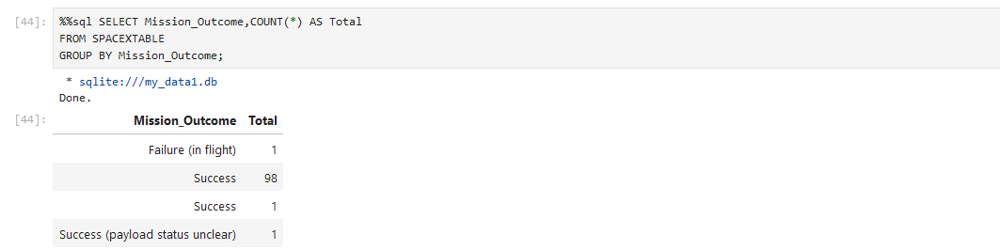 [44]: %%sql SELECT Mission_Outcome,COUNT(*) AS Total
FROM SPACEXTABLE
GROUP BY Mission_Outcome;
* sqlite:///my_data1.db
Done.
[44]: Mission_Outcome Total
Failure (in flight) 1
Success 98
Success 1
Success (payload status unclear) 1